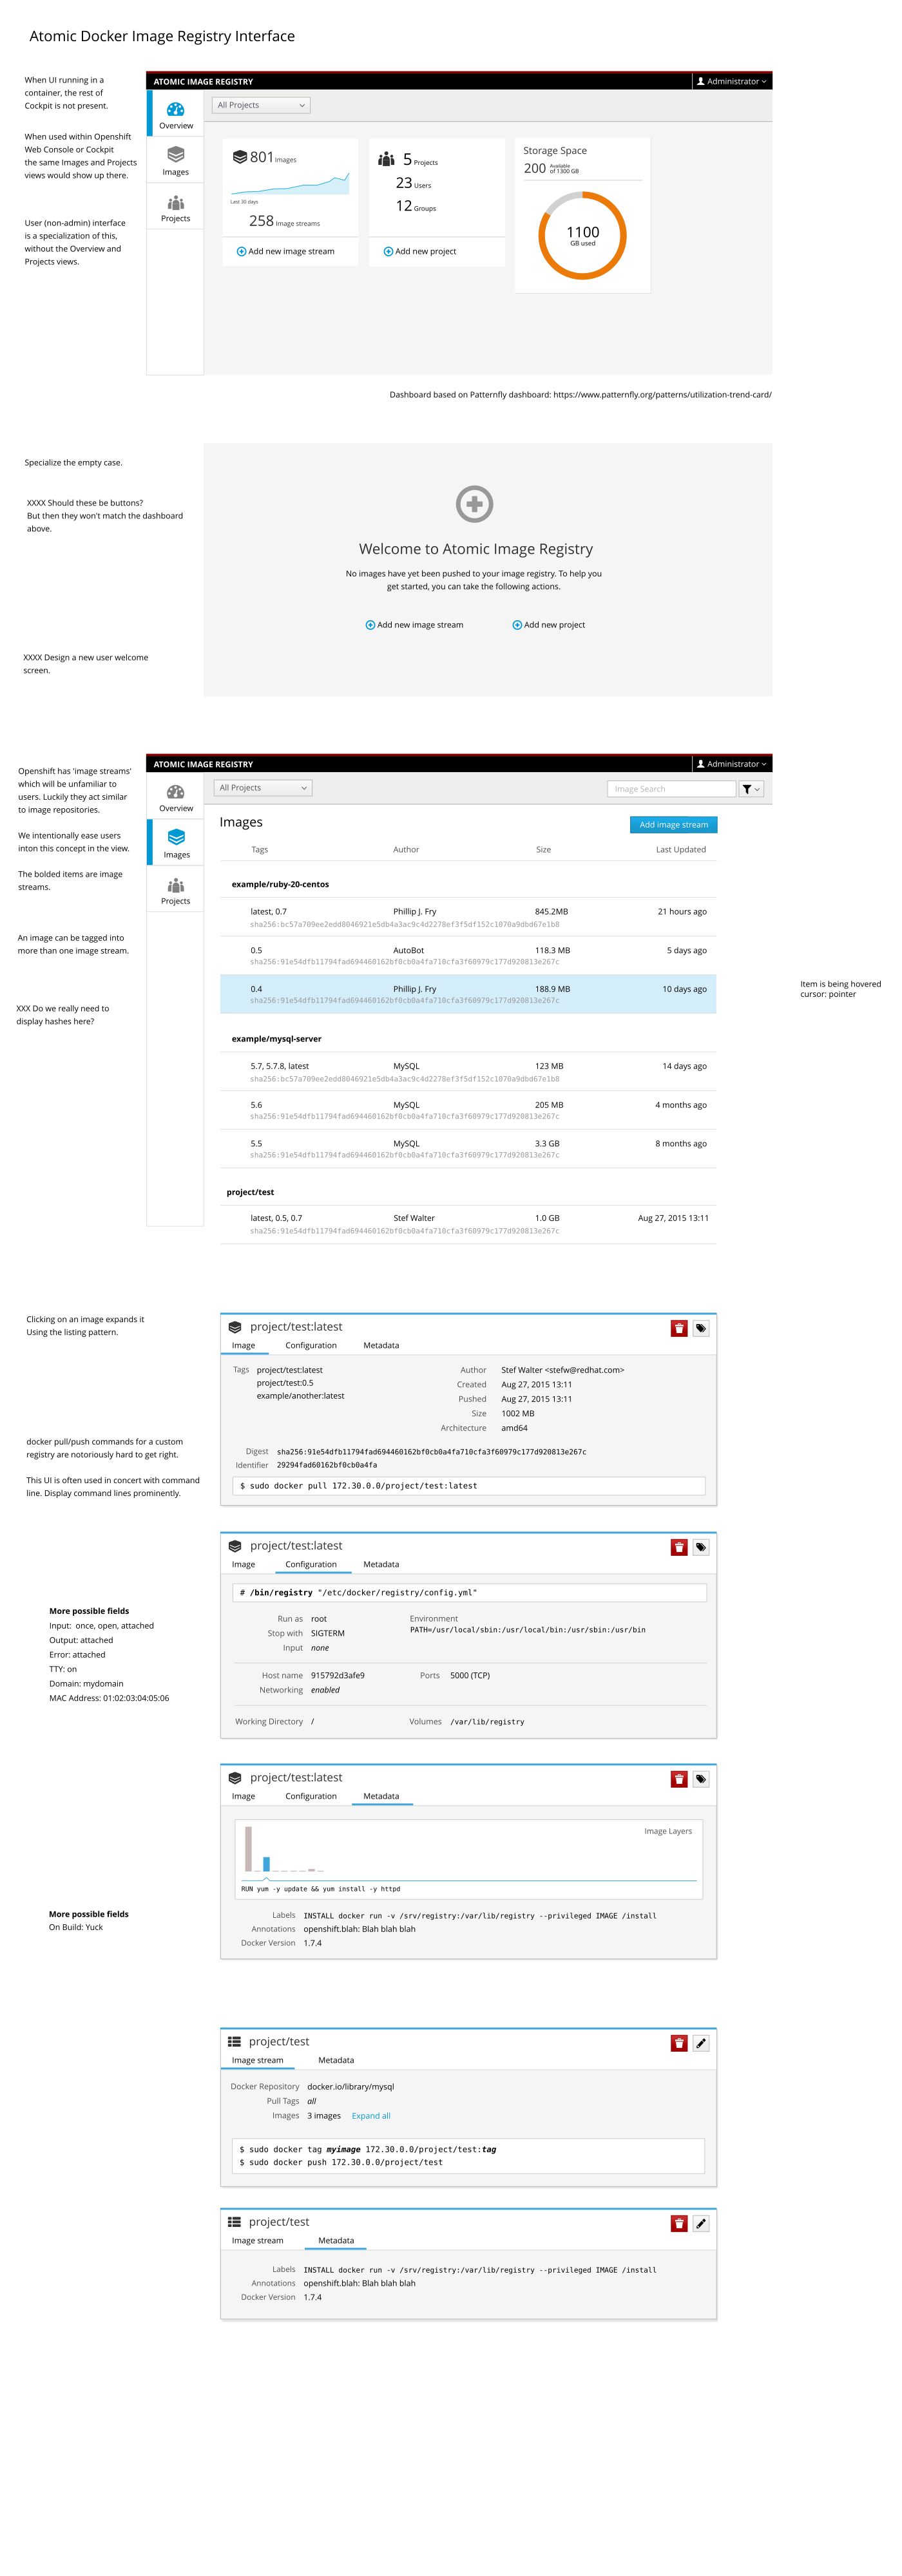 Atomic Docker Image Registry Interface
When UI running in a
container, the rest of
Cockpit is not present.
When used within Openshift
Web Console or Cockpit
the same Images and Projects
views would show up there.
User (non-admin) interface
is a specialization of this,
without the Overview and
Projects views.
ATOMIC IMAGE REGISTRY
Administrator
Overview
Images
Projects
All Projects
801 Images
Last 30 days
258 Image streams
Add new image stream
5 Projects
23 Users
12 Groups
Add new project
Storage Space
200 Available of 1300 GB
1100
GB used
Dashboard based on Patternfly dashboard: https://www.patternfly.org/patterns/utilization-trend-card/
Specialize the empty case.
XXXX Should these be buttons?
But then they won't match the dashboard
above.
XXXX Design a new user welcome
screen.
Welcome to Atomic Image Registry
No images have yet been pushed to your image registry. To help you
get started, you can take the following actions.
Add new image stream
Add new project
Openshift has 'image streams'
which will be unfamiliar to
users. Luckily they act similar
to image repositories.
We intentionally ease users
inton this concept in the view.
The bolded items are image
streams.
An image can be tagged into
more than one image stream.
XXX Do we really need to
display hashes here?
ATOMIC IMAGE REGISTRY
Administrator
Overview
Images
Projects
All Projects
Image Search
Images
Add image stream
Tags Author Size Last Updated
example/ruby-20-centos
latest, 0.7 Phillip J. Fry 845.2MB 21 hours ago
sha256:bc57a709ee2edd8046921e5db4a3ac9c4d2278ef3f5df152c1070a9dbd67e1b8
0.5 AutoBot 118.3 MB 5 days ago
sha256:91e54dfb11794fad694460162bf0cb0a4fa710cfa3f60979c177d920813e267c
0.4 Phillip J. Fry 188.9 MB 10 days ago
sha256:91e54dfb11794fad694460162bf0cb0a4fa710cfa3f60979c177d920813e267c
Item is being hovered
cursor: pointer
example/mysql-server
5.7, 5.7.8, latest MySQL 123 MB 14 days ago
sha256:bc57a709ee2edd8046921e5db4a3ac9c4d2278ef3f5df152c1070a9dbd67e1b8
5.6 MySQL 205 MB 4 months ago
sha256:91e54dfb11794fad694460162bf0cb0a4fa710cfa3f60979c177d920813e267c
5.5 MySQL 3.3 GB 8 months ago
sha256:91e54dfb11794fad694460162bf0cb0a4fa710cfa3f60979c177d920813e267c
project/test
latest, 0.5, 0.7 Stef Walter 1.0 GB Aug 27, 2015 13:11
sha256:91e54dfb11794fad694460162bf0cb0a4fa710cfa3f60979c177d920813e267c
Clicking on an image expands it
Using the listing pattern.
docker pull/push commands for a custom
registry are notoriously hard to get right.
This UI is often used in concert with command
line. Display command lines prominently.
project/test:latest
Image Configuration Metadata
Tags project/test:latest
project/test:0.5
example/another:latest
Author Stef Walter <stefw@redhat.com>
Created Aug 27, 2015 13:11
Pushed Aug 27, 2015 13:11
Size 1002 MB
Architecture amd64
Digest sha256:91e54dfb11794fad694460162bf0cb0a4fa710cfa3f60979c177d920813e267c
Identifier 29294fad60162bf0cb0a4fa
$ sudo docker pull 172.30.0.0/project/test:latest
More possible fields
Input: once, open, attached
Output: attached
Error: attached
TTY: on
Domain: mydomain
MAC Address: 01:02:03:04:05:06
project/test:latest
Image Configuration Metadata
# /bin/registry "/etc/docker/registry/config.yml"
Run as root
Stop with SIGTERM
Input none
Environment
PATH=/usr/local/sbin:/usr/local/bin:/usr/sbin:/usr/bin
Host name 915792d3afe9 Ports 5000 (TCP)
Networking enabled
Working Directory / Volumes /var/lib/registry
project/test:latest
Image Configuration Metadata
Image Layers
RUN yum -y update && yum install -y httpd
Labels INSTALL docker run -v /srv/registry:/var/lib/registry --privileged IMAGE /install
Annotations openshift.blah: Blah blah blah
Docker Version 1.7.4
More possible fields
On Build: Yuck
project/test
Image stream Metadata
Docker Repository docker.io/library/mysql
Pull Tags all
Images 3 images Expand all
$ sudo docker tag myimage 172.30.0.0/project/test:tag
$ sudo docker push 172.30.0.0/project/test
project/test
Image stream Metadata
Labels INSTALL docker run -v /srv/registry:/var/lib/registry --privileged IMAGE /install
Annotations openshift.blah: Blah blah blah
Docker Version 1.7.4